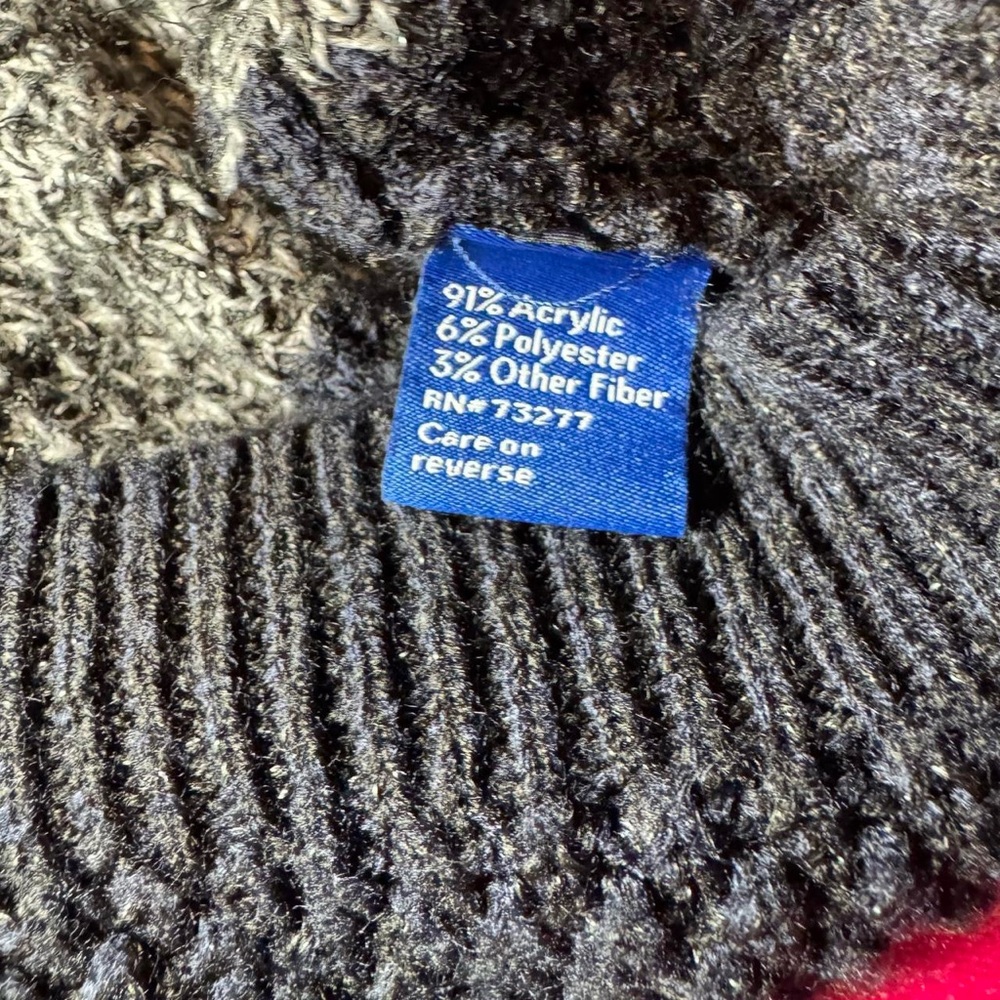 91% Acrylic
6% Polyester
3% Other Fiber
RN#73277
Care on
reverse